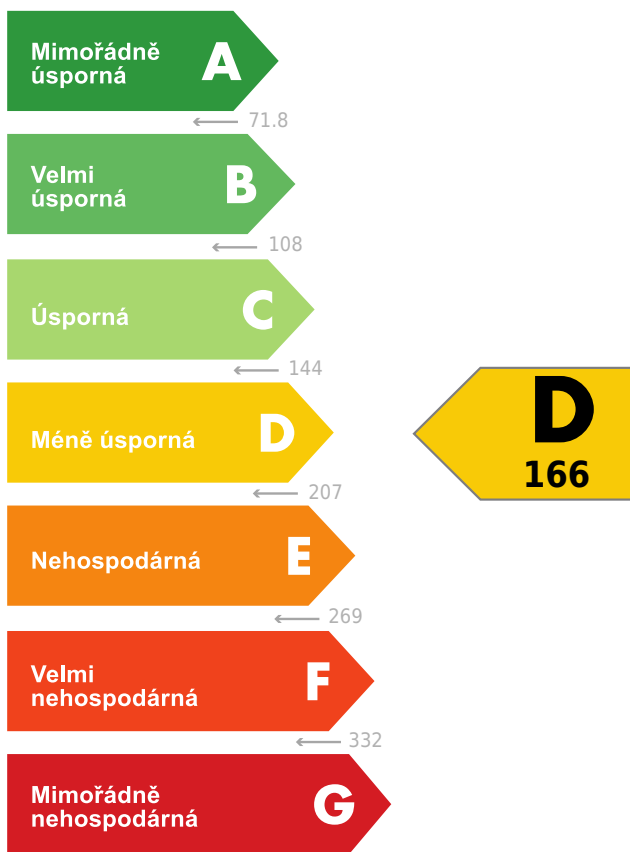 Mimořádně
úsporná
A
← 71.8
Velmi
úsporná
B
← 108
Úsporná
C
← 144
Méně úsporná
D
D
166
← 207
Nehospodárná
E
← 269
Velmi
nehospodárná
F
← 332
Mimořádně
nehospodárná
G